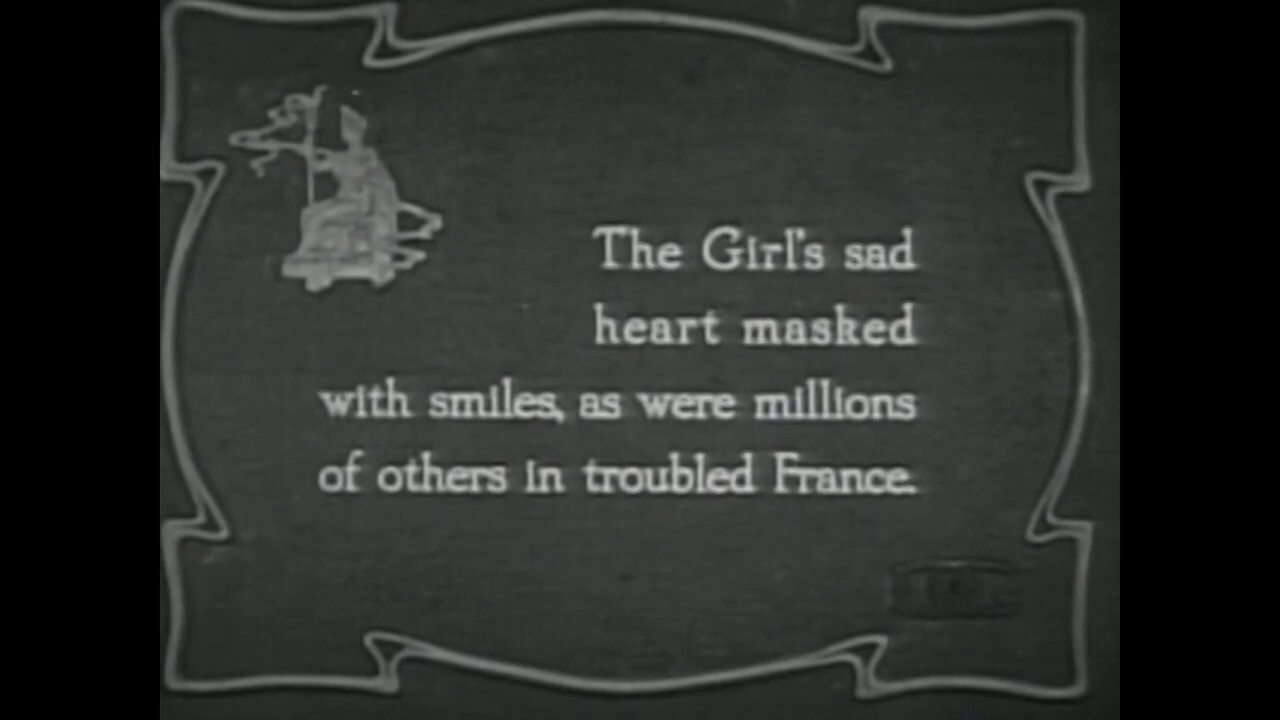 The Girl's sad
heart masked
with smiles, as were millions
of others in troubled France.